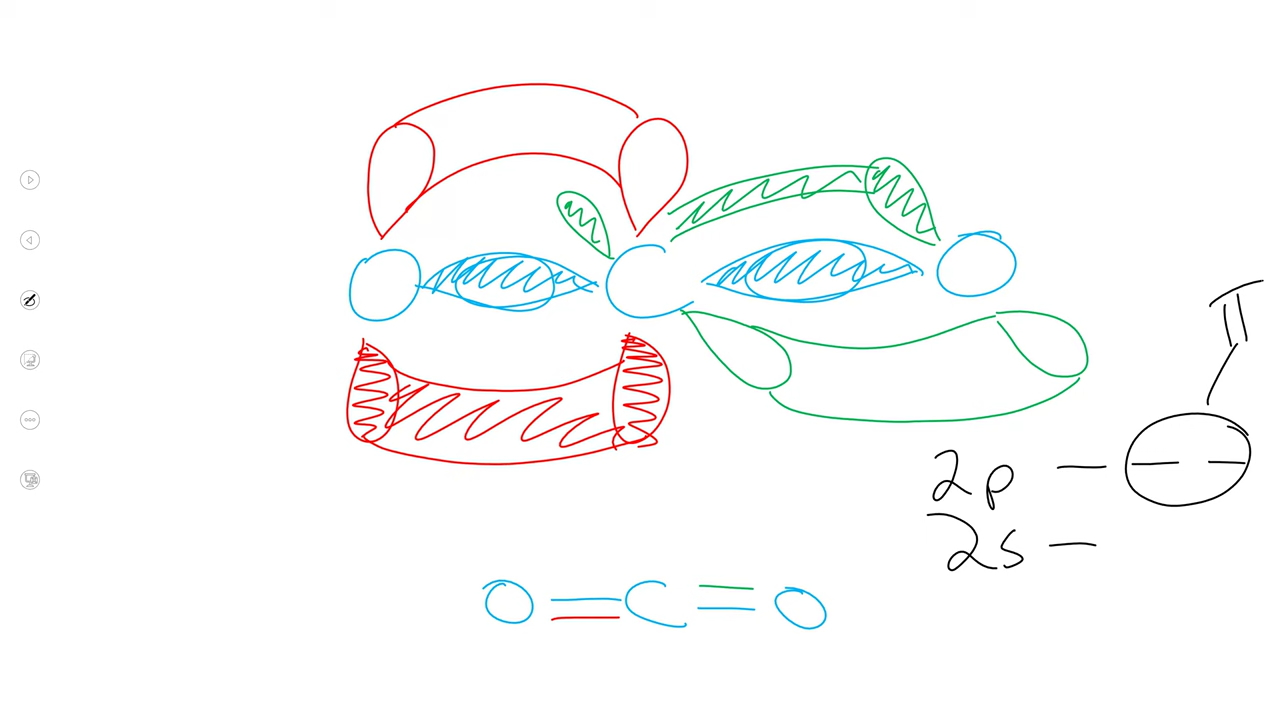 O C O
π
2p — — —
2s —
O = C = O